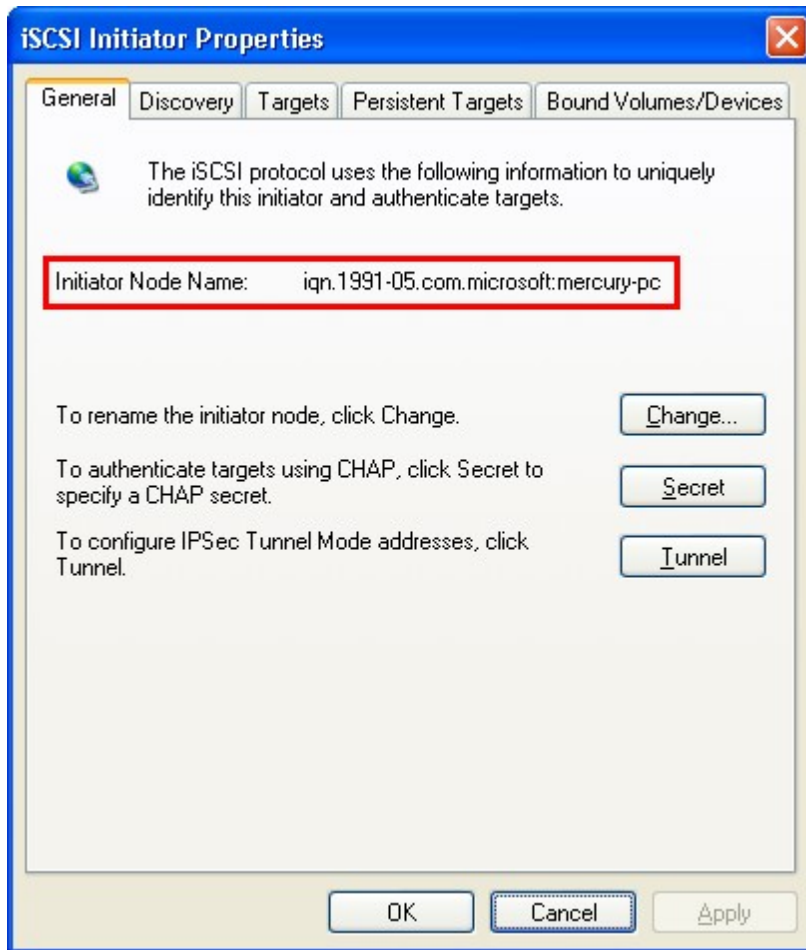 iSCSI Initiator Properties
General Discovery Targets Persistent Targets Bound Volumes/Devices
The iSCSI protocol uses the following information to uniquely
identify this initiator and authenticate targets.
Initiator Node Name: iqn.1991-05.com.microsoft:mercury-pc
To rename the initiator node, click Change.
Change...
To authenticate targets using CHAP, click Secret to
specify a CHAP secret.
Secret
To configure IPSec Tunnel Mode addresses, click
Tunnel.
Tunnel
OK Cancel Apply